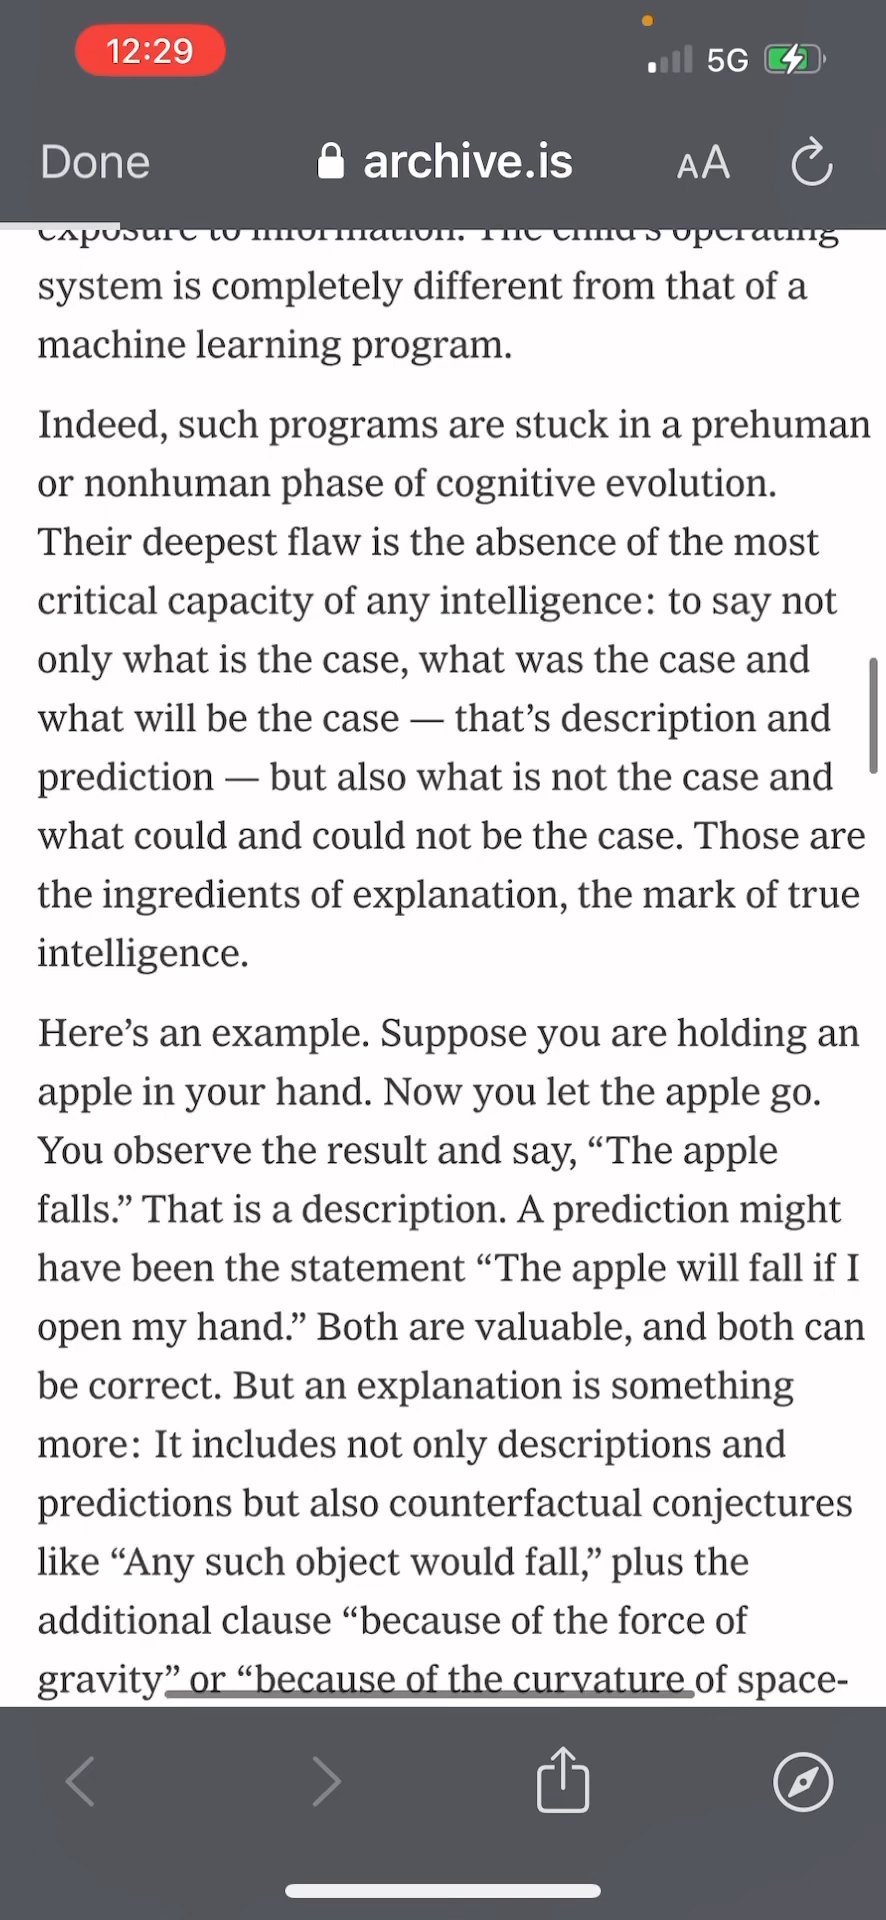 12:29
5G
Done
archive.is
AA
exposure to information. The child's operating
system is completely different from that of a
machine learning program.
Indeed, such programs are stuck in a prehuman
or nonhuman phase of cognitive evolution.
Their deepest flaw is the absence of the most
critical capacity of any intelligence: to say not
only what is the case, what was the case and
what will be the case — that’s description and
prediction — but also what is not the case and
what could and could not be the case. Those are
the ingredients of explanation, the mark of true
intelligence.
Here’s an example. Suppose you are holding an
apple in your hand. Now you let the apple go.
You observe the result and say, “The apple
falls.” That is a description. A prediction might
have been the statement “The apple will fall if I
open my hand.” Both are valuable, and both can
be correct. But an explanation is something
more: It includes not only descriptions and
predictions but also counterfactual conjectures
like “Any such object would fall,” plus the
additional clause “because of the force of
gravity” or “because of the curvature of space-